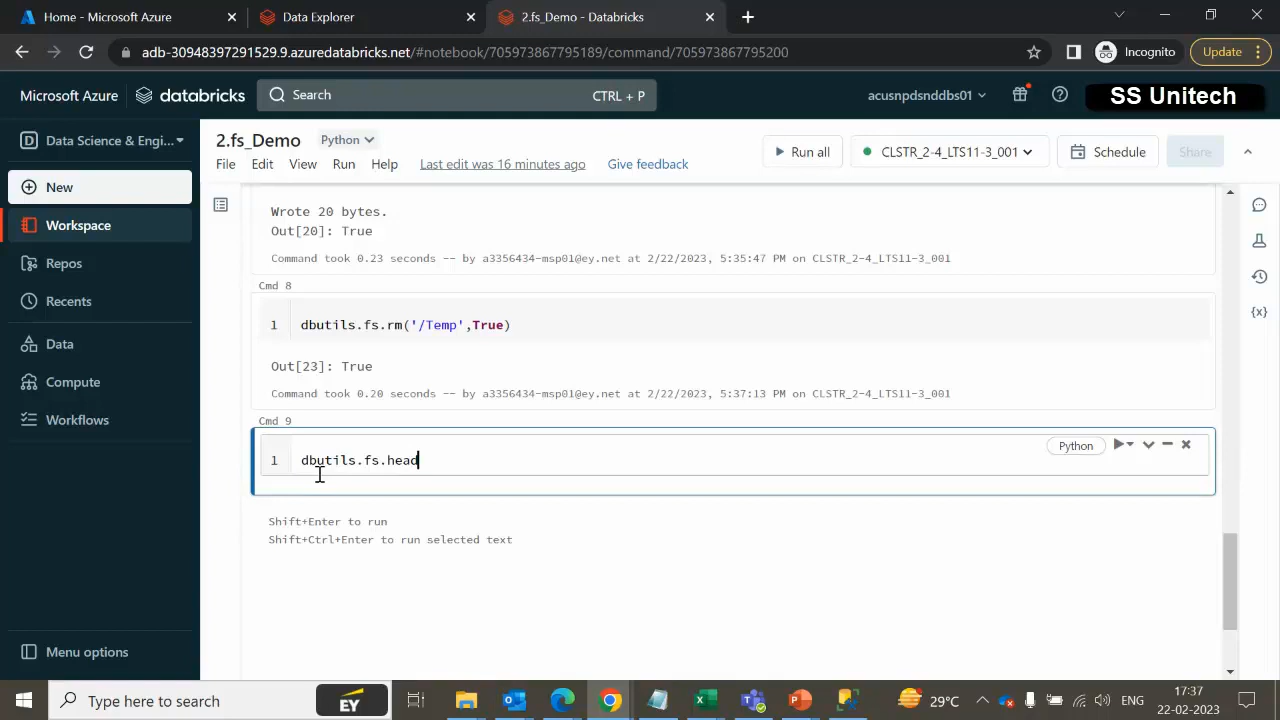 Home - Microsoft Azure
Data Explorer
2.fs_Demo - Databricks
adb-309483972915​29.9.azuredatabricks.net/#notebook/705973867795189/command/705973867795200
Incognito
Update
Microsoft Azure
databricks
Search
CTRL + P
acusnpdsnddbs01
SS Unitech
D
Data Science & Engi...
New
Workspace
Repos
Recents
Data
Compute
Workflows
Menu options
2.fs_Demo
Python
File Edit View Run Help Last edit was 16 minutes ago Give feedback
Run all
CLSTR_2-4_LTS11-3_001
Schedule
Share
Wrote 20 bytes.
Out[20]: True
Command took 0.23 seconds -- by a3356434-msp01@ey.net at 2/22/2023, 5:35:47 PM on CLSTR_2-4_LTS11-3_001
Cmd 8
1 dbutils.fs.rm('/Temp',True)
Out[23]: True
Command took 0.20 seconds -- by a3356434-msp01@ey.net at 2/22/2023, 5:37:13 PM on CLSTR_2-4_LTS11-3_001
Cmd 9
Python
1 dbutils.fs.head
Shift+Enter to run
Shift+Ctrl+Enter to run selected text
{x}
Type here to search
EY
29°C
ENG
17:37
22-02-2023